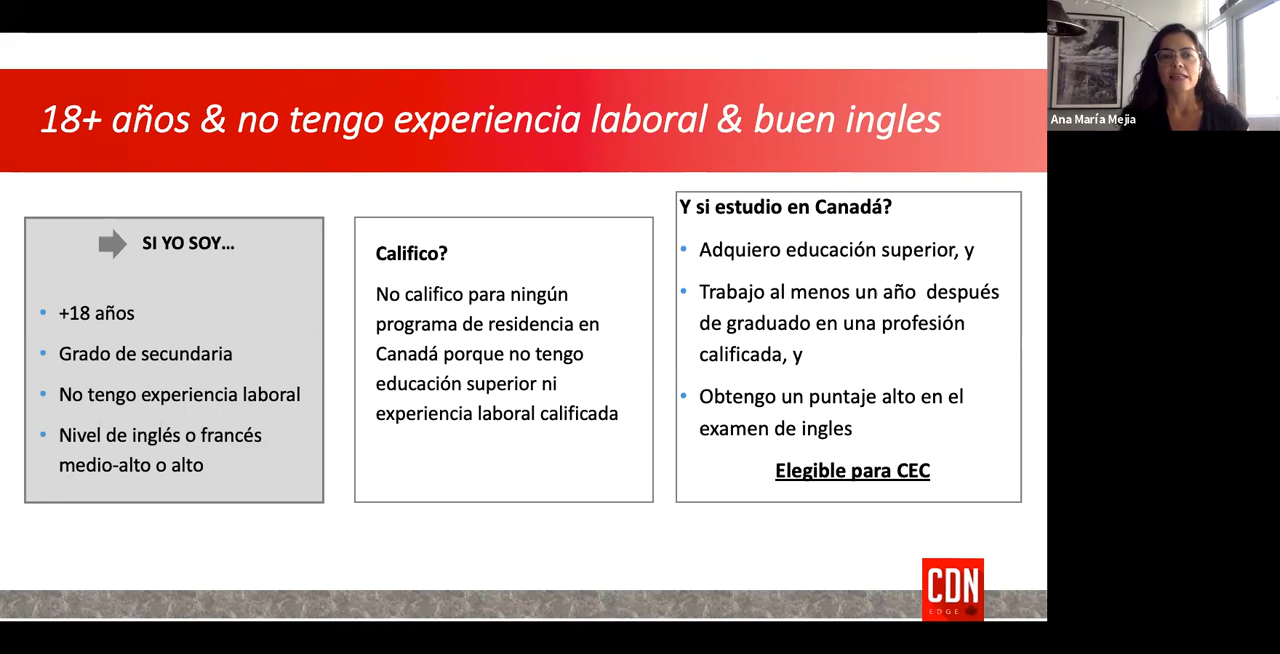 18+ años & no tengo experiencia laboral & buen ingles
Ana María Mejia
SI YO SOY...
+18 años
Grado de secundaria
No tengo experiencia laboral
Nivel de inglés o francés
medio-alto o alto
Califico?
No califico para ningún
programa de residencia en
Canadá porque no tengo
educación superior ni
experiencia laboral calificada
Y si estudio en Canadá?
Adquiero educación superior, y
Trabajo al menos un año después
de graduado en una profesión
calificada, y
Obtengo un puntaje alto en el
examen de ingles
Elegible para CEC
CDN
EDGE